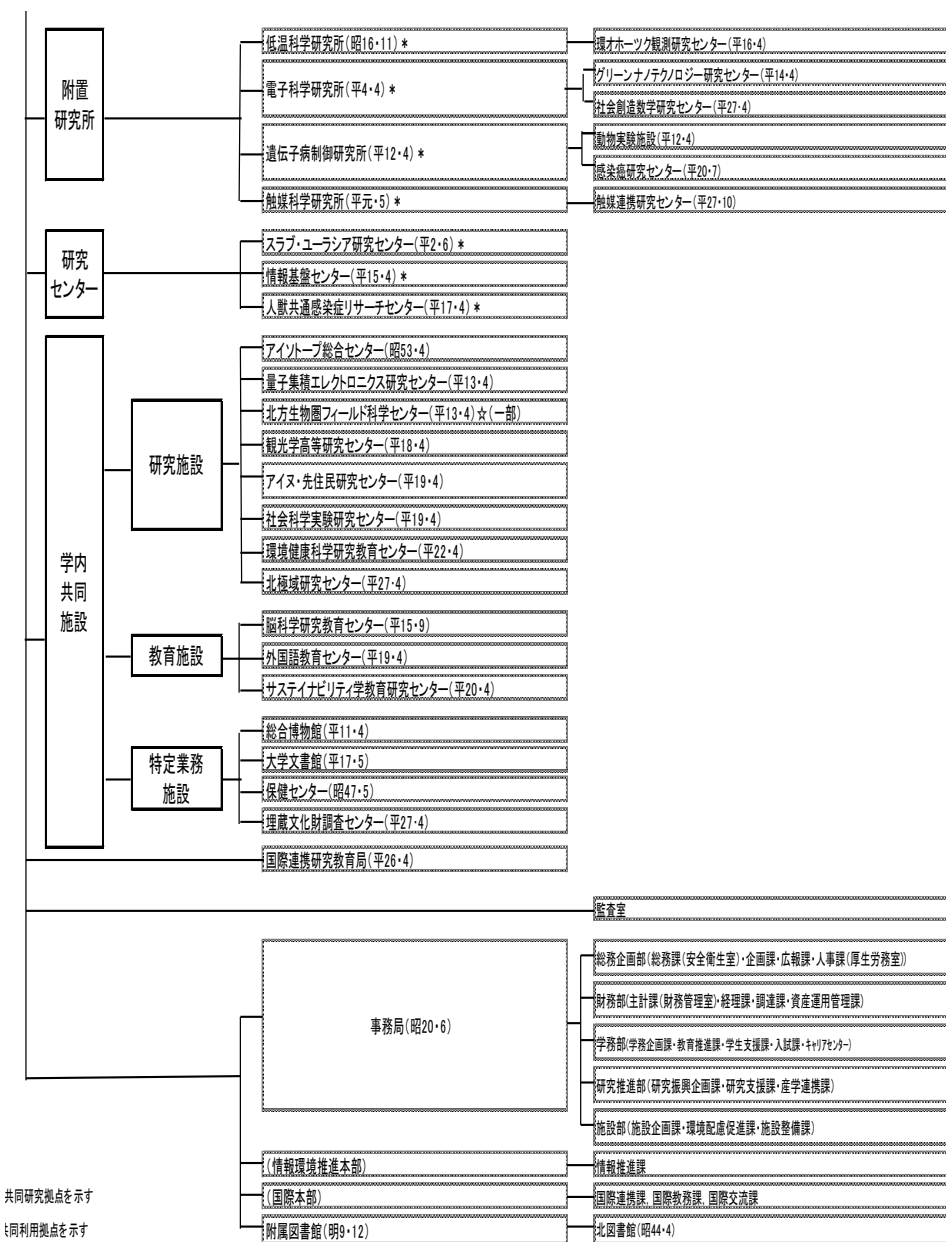 附置
研究所
低温科学研究所(昭16・11)*
環オホーツク観測研究センター(平16・4)
電子科学研究所(平4・4)*
グリーンナノテクノロジー研究センター(平14・4)
社会創造数学研究センター(平27・4)
遺伝子病制御研究所(平12・4)*
動物実験施設(平12・4)
感染癌研究センター(平20・7)
触媒科学研究所(平元・5)*
触媒連携研究センター(平27・10)
研究
センター
スラブ・ユーラシア研究センター(平2・6)*
情報基盤センター(平15・4)*
人獣共通感染症リサーチセンター(平17・4)*
学内
共同
施設
研究施設
アイソトープ総合センター(昭53・4)
量子集積エレクトロニクス研究センター(平13・4)
北方生物圏フィールド科学センター(平13・4)☆(一部)
観光学高等研究センター(平18・4)
アイヌ・先住民研究センター(平19・4)
社会科学実験研究センター(平19・4)
環境健康科学研究教育センター(平22・4)
北極域研究センター(平27・4)
教育施設
脳科学研究教育センター(平15・9)
外国語教育センター(平19・4)
サステイナビリティ学教育研究センター(平20・4)
特定業務
施設
総合博物館(平11・4)
大学文書館(平17・5)
保健センター(昭47・5)
埋蔵文化財調査センター(平27・4)
国際連携研究教育局(平26・4)
監査室
事務局(昭20・6)
総務企画部(総務課(安全衛生室)・企画課・広報課・人事課(厚生労務室))
財務部(主計課(財務管理室)・経理課・調達課・資産運用管理課)
学務部(学務企画課・教育推進課・学生支援課・入試課・キャリアセンター)
研究推進部(研究振興企画課・研究支援課・産学連携課)
施設部(施設企画課・環境配慮促進課・施設整備課)
(情報環境推進本部)
情報推進課
(国際本部)
国際連携課, 国際教務課, 国際交流課
附属図書館(明9・12)
北図書館(昭44・4)
共同研究拠点を示す
共同利用拠点を示す